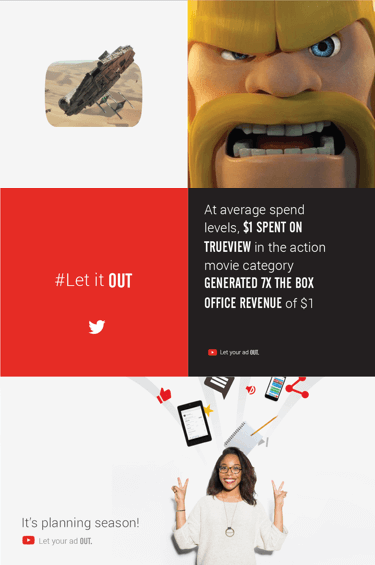 #Let it OUT
At average spend
levels, $1 SPENT ON
TRUEVIEW in the action
movie category
GENERATED 7X THE BOX
OFFICE REVENUE of $1
Let your ad OUT.
It's planning season!
Let your ad OUT.